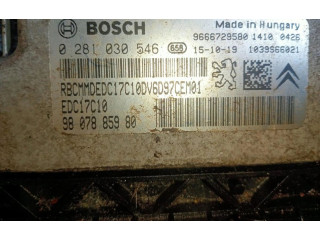 BOSCH
Made in Hungary
0 281 030 546 658
9666729580 1410 0426
15-10-19 1039S66021
RBCMMDEDC17C10DV6D97CEM01
EDC17C10
98 078 859 80